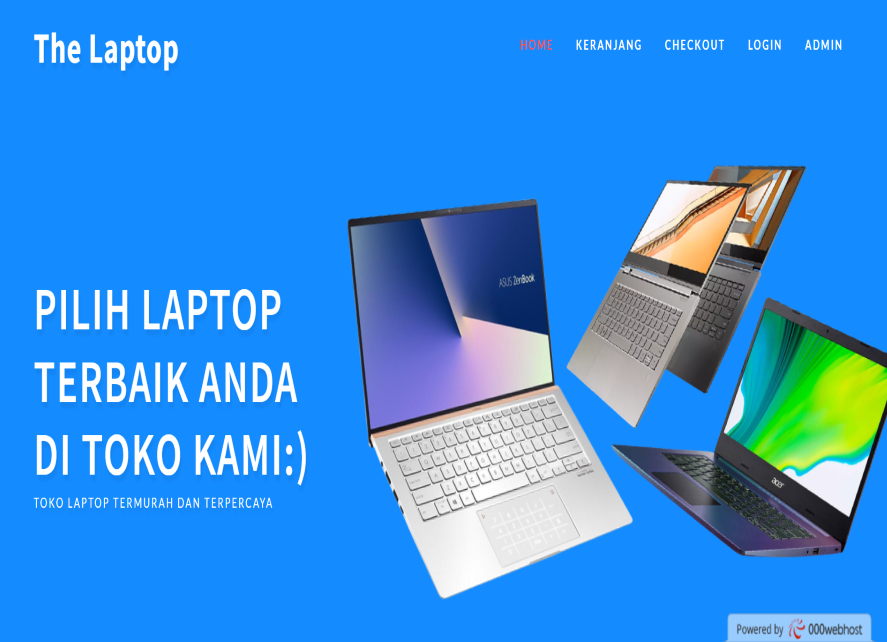 The Laptop
HOME KERANJANG CHECKOUT LOGIN ADMIN
ASUS ZenBook
PILIH LAPTOP
TERBAIK ANDA
DI TOKO KAMI:)
TOKO LAPTOP TERMURAH DAN TERPERCAYA
acer
Powered by 000webhost